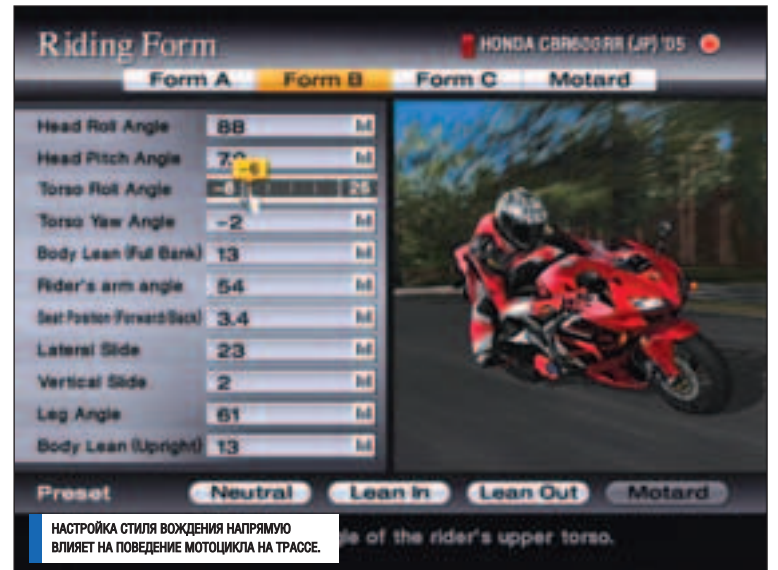 Riding Form
HONDA CBR600RR (JP) '05
Form A Form B Form C Motard
Head Roll Angle 88
Head Pitch Angle
-6
Torso Roll Angle -8 25
Torso Yaw Angle -2
Body Lean (Full Bank) 13
Rider's arm angle 54
Seat Position (Forward/Back) 3.4
Lateral Slide 23
Vertical Slide 2
Leg Angle 61
Body Lean (Upright) 13
Preset Neutral Lean In Lean Out Motard
НАСТРОЙКА СТИЛЯ ВОЖДЕНИЯ НАПРЯМУЮ
ВЛИЯЕТ НА ПОВЕДЕНИЕ МОТОЦИКЛА НА ТРАССЕ.
of the rider's upper torso.